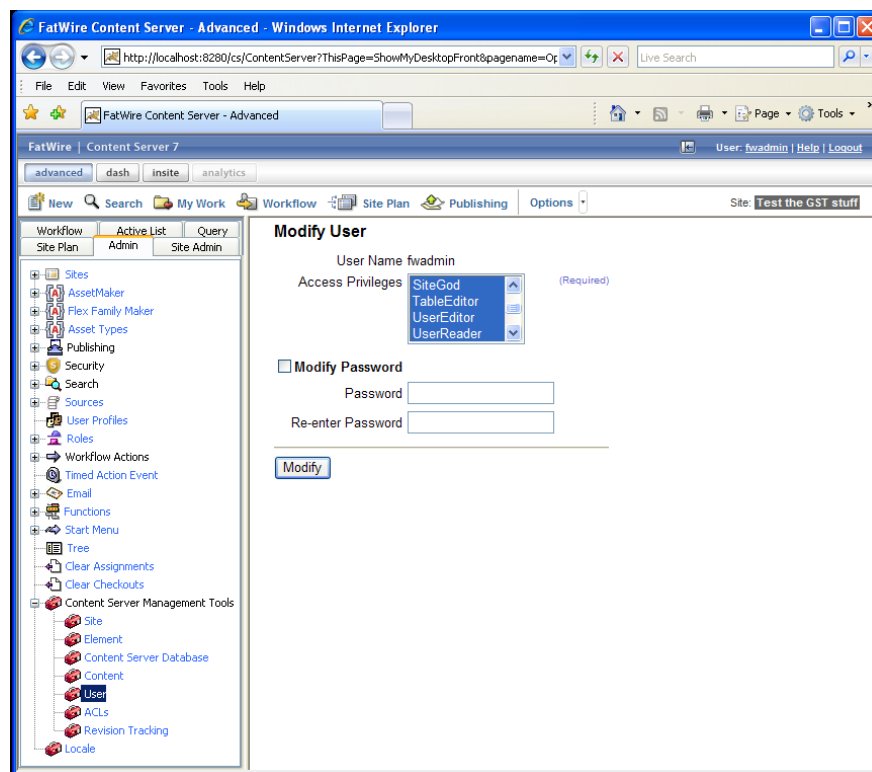 FatWire Content Server - Advanced - Windows Internet Explorer
http://localhost:8280/cs/ContentServer?ThisPage=ShowMyDesktopFront&pagename=Op
Live Search
File Edit View Favorites Tools Help
FatWire Content Server - Advanced
Page Tools »
FatWire | Content Server 7
User: fwadmin | Help | Logout
advanced dash insite analytics
New Search My Work Workflow Site Plan Publishing Options
Site: Test the GST stuff
Workflow Active List Query
Site Plan Admin Site Admin
Sites
AssetMaker
Flex Family Maker
Asset Types
Publishing
Security
Search
Sources
User Profiles
Roles
Workflow Actions
Timed Action Event
Email
Functions
Start Menu
Tree
Clear Assignments
Clear Checkouts
Content Server Management Tools
Site
Element
Content Server Database
Content
User
ACLs
Revision Tracking
Locale
Modify User
User Name fwadmin
Access Privileges
SiteGod
TableEditor
UserEditor
UserReader
(Required)
Modify Password
Password
Re-enter Password
Modify